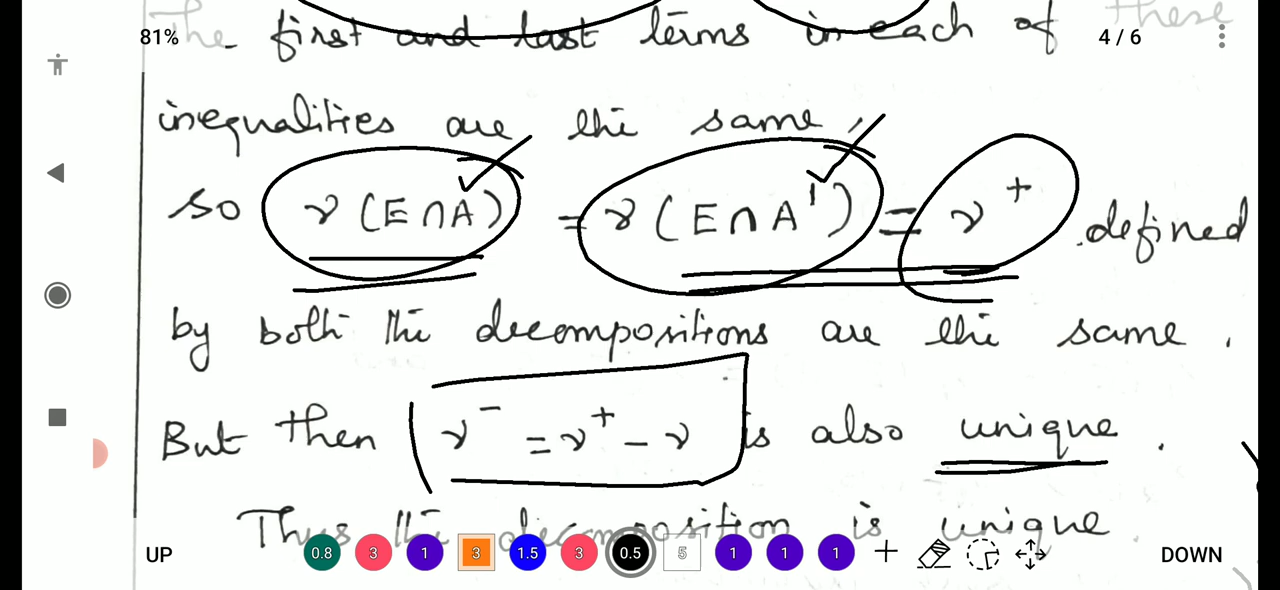 81%
4 / 6
The first and last terms in each of these
inequalities are the same,
so ν (E∩A) = ν (E∩A') = ν⁺ defined
by both the decompositions are the same.
But then ν⁻ = ν⁺ − ν is also unique.
Thus the decomposition is unique
UP 0.8 3 1 3 1.5 3 0.5 5 1 1 1 + DOWN